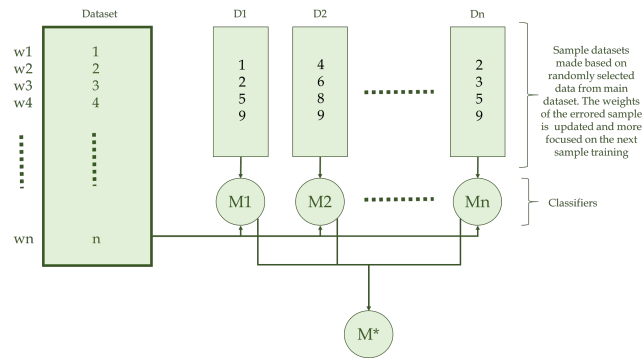 Dataset
D1
D2
Dn
w1
w2
w3
w4
wn
1
2
3
4
n
1
2
5
9
4
6
8
9
2
3
5
9
Sample datasets
made based on
randomly selected
data from main
dataset. The weights
of the errored sample
is updated and more
focused on the next
sample training
M1
M2
Mn
Classifiers
M*